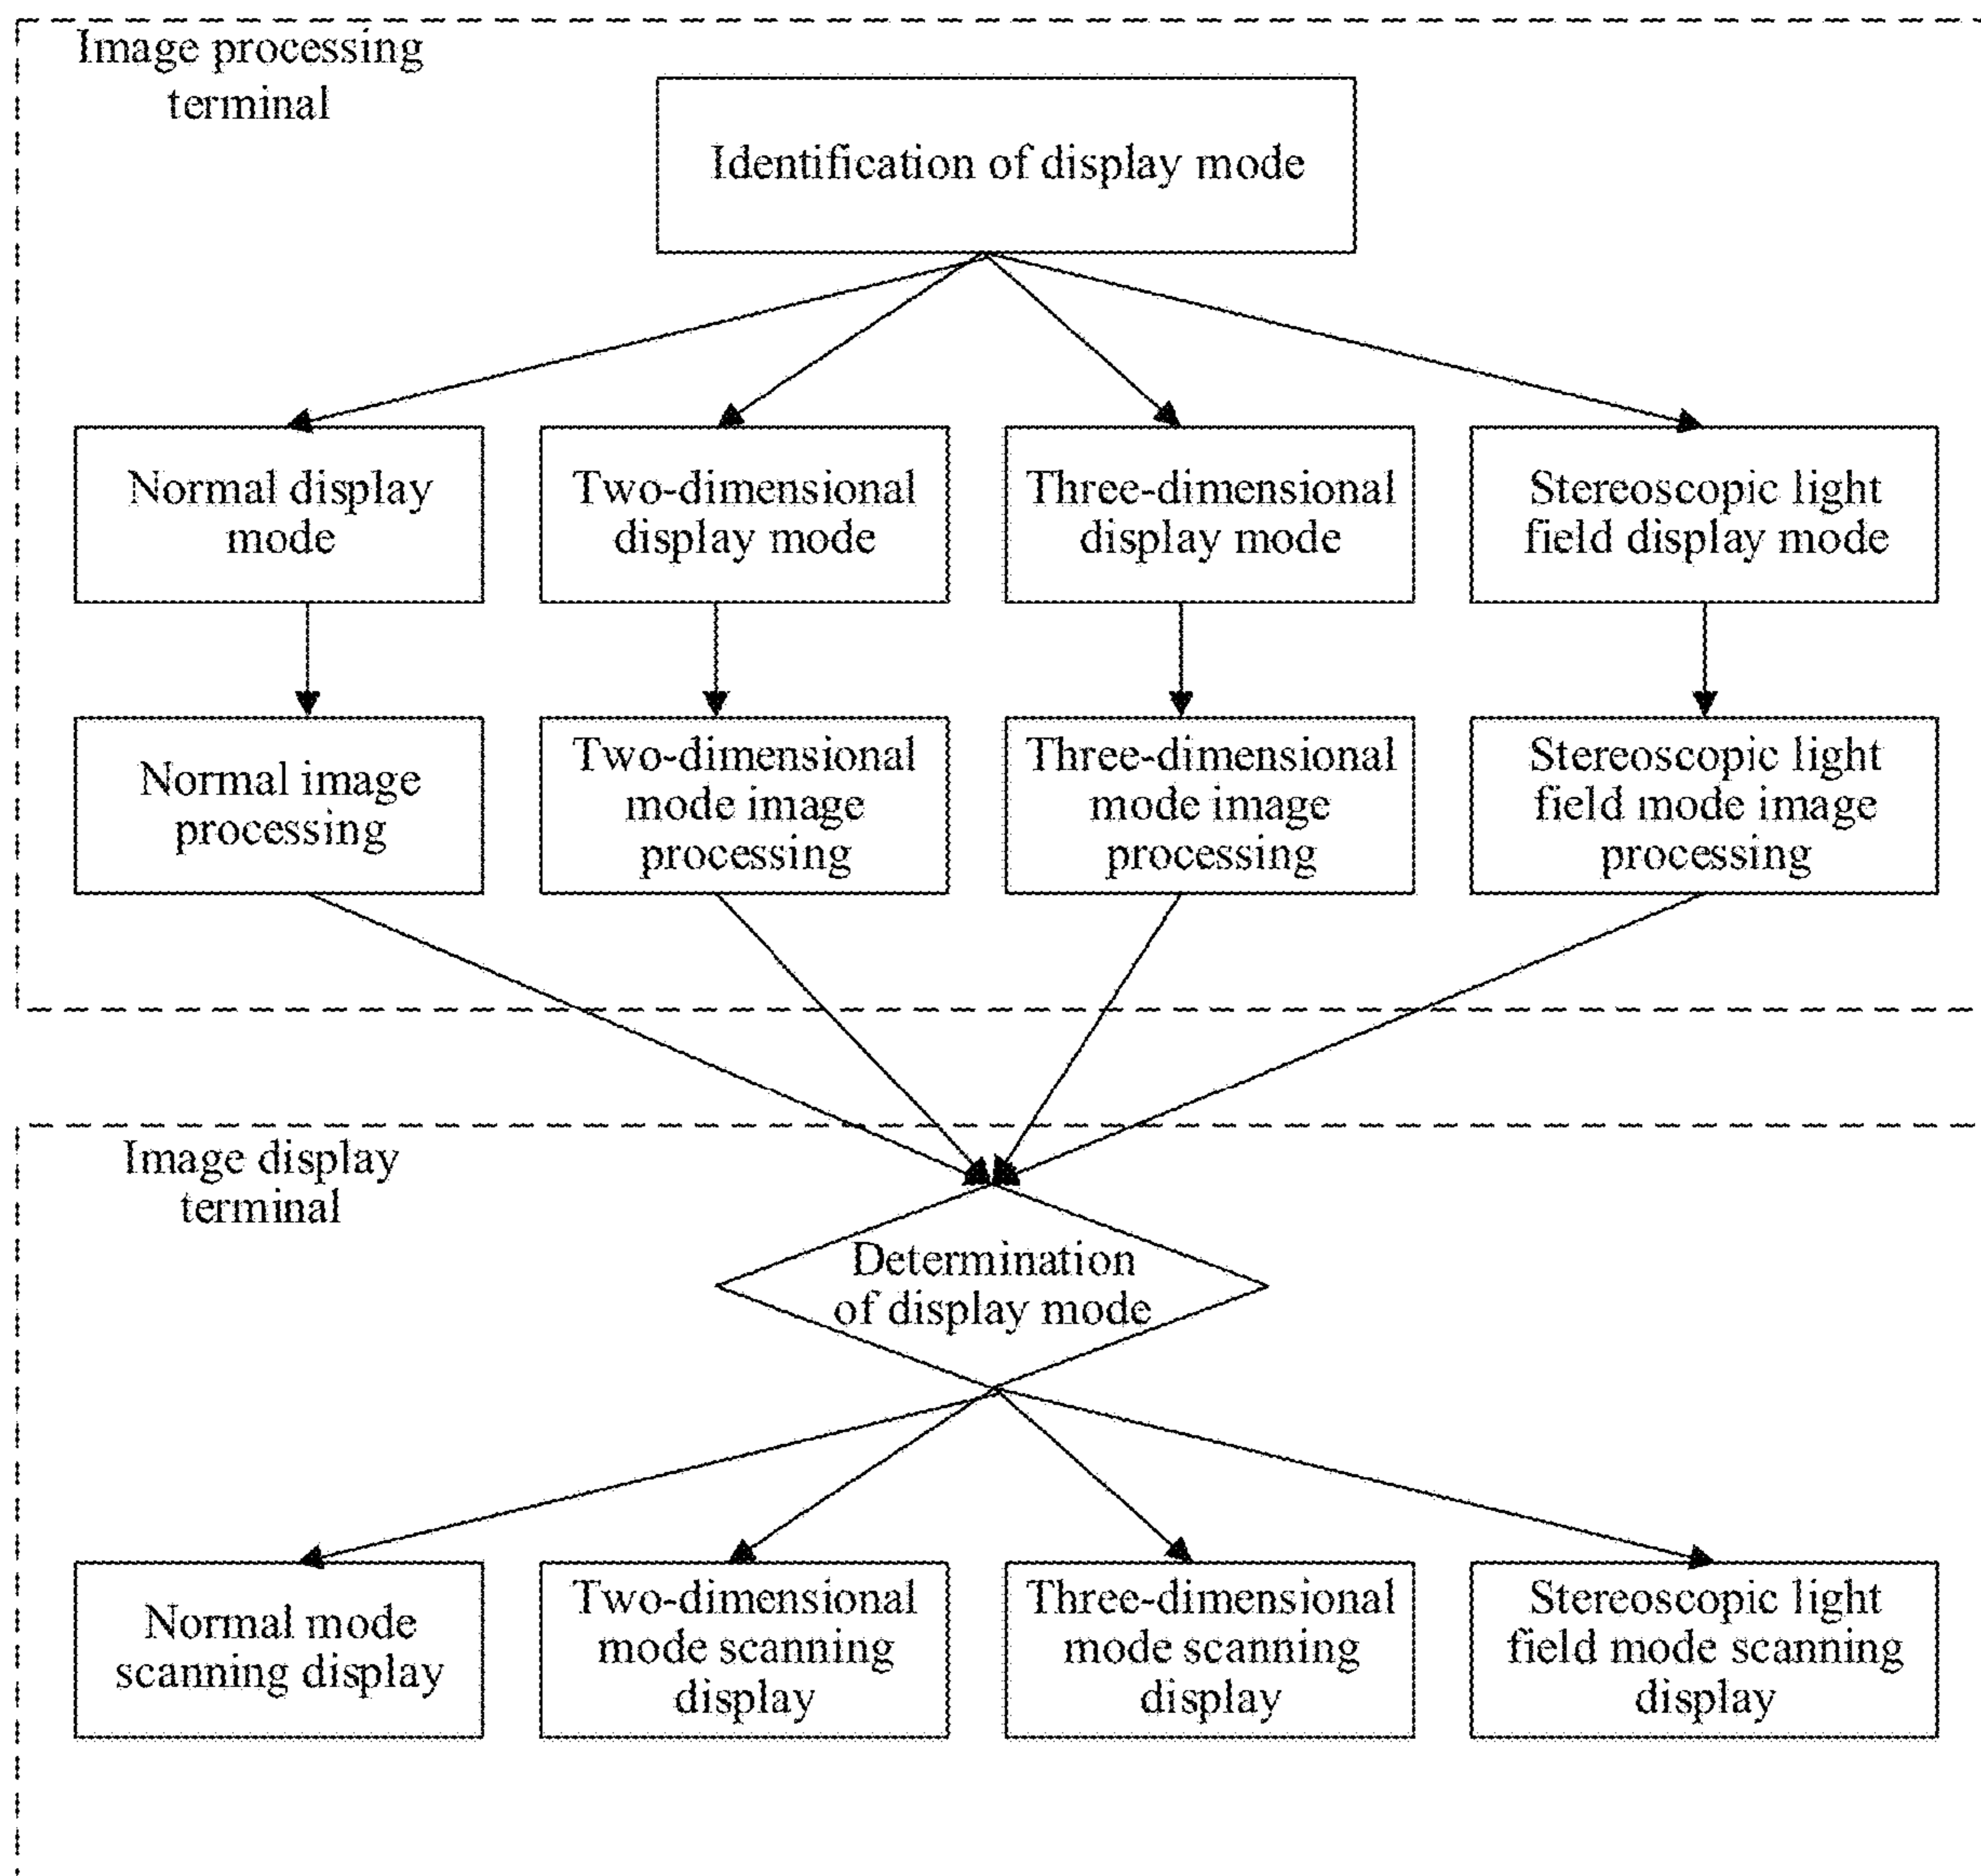 Image processing
terminal
Identification of display mode
Normal display
mode
Two-dimensional
display mode
Three-dimensional
display mode
Stereoscopic light
field display mode
Normal image
processing
Two-dimensional
mode image
processing
Three-dimensional
mode image
processing
Stereoscopic light
field mode image
processing
Image display
terminal
Determination
of display mode
Normal mode
scanning display
Two-dimensional
mode scanning
display
Three-dimensional
mode scanning
display
Stereoscopic light
field mode scanning
display